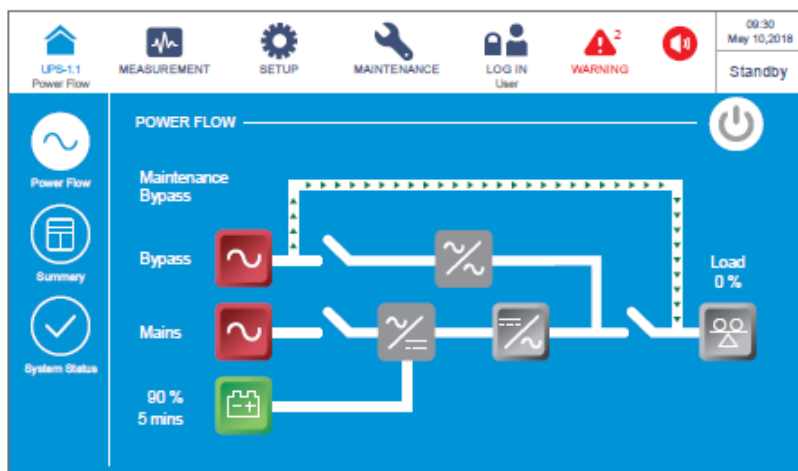 UPS-1.1
Power Flow
MEASUREMENT
SETUP
MAINTENANCE
LOG IN
User
2
WARNING
09:30
May 10,2018
Standby
Power Flow
Summary
System Status
POWER FLOW
Maintenance
Bypass
Bypass
Load
0 %
Mains
90 %
5 mins